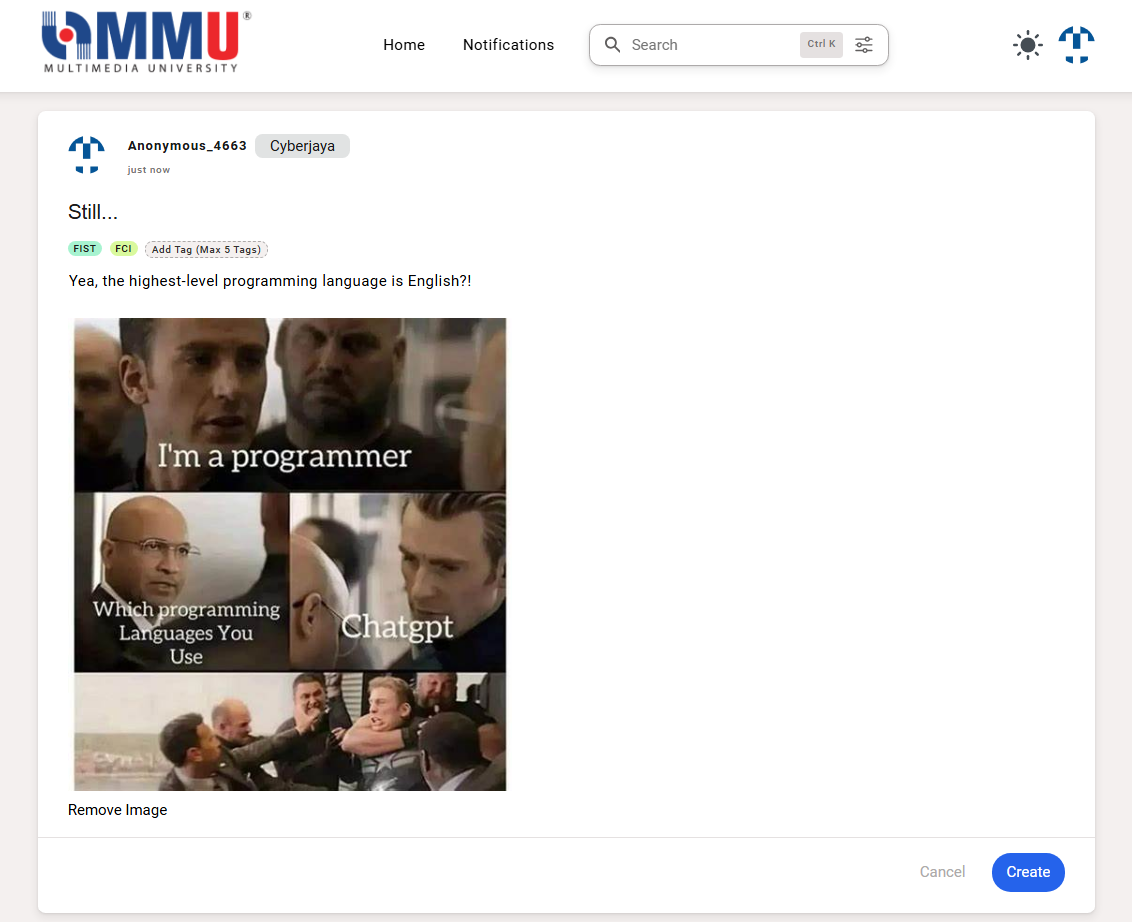 MMU®
MULTIMEDIA UNIVERSITY
Home
Notifications
Search
Ctrl K
Anonymous_4663
Cyberjaya
just now
Still...
FIST
FCI
Add Tag (Max 5 Tags)
Yea, the highest-level programming language is English?!
I'm a programmer
Which programming
Languages You
Use
Chatgpt
Remove Image
Cancel
Create